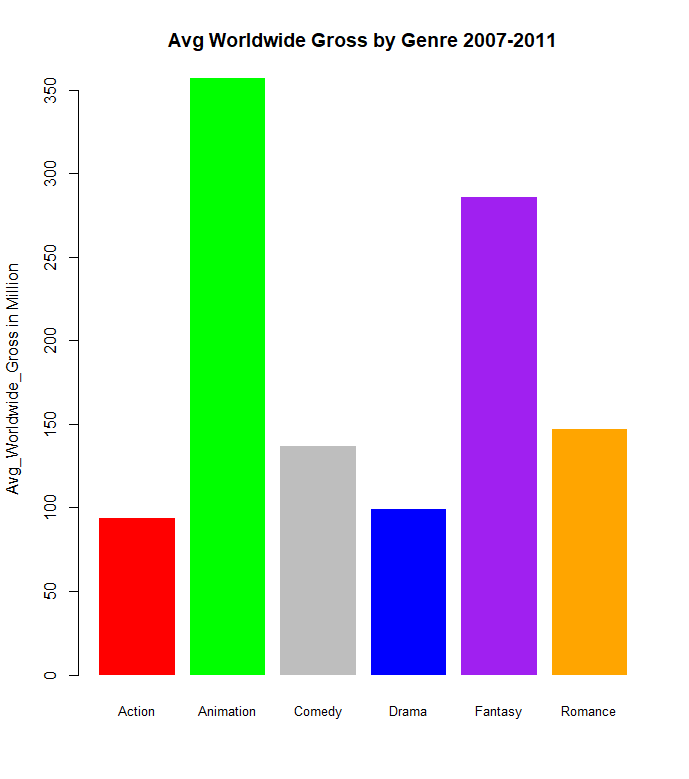 Avg Worldwide Gross by Genre 2007-2011
Avg_Worldwide_Gross in Million
350
300
250
200
150
100
50
0
Action Animation Comedy Drama Fantasy Romance